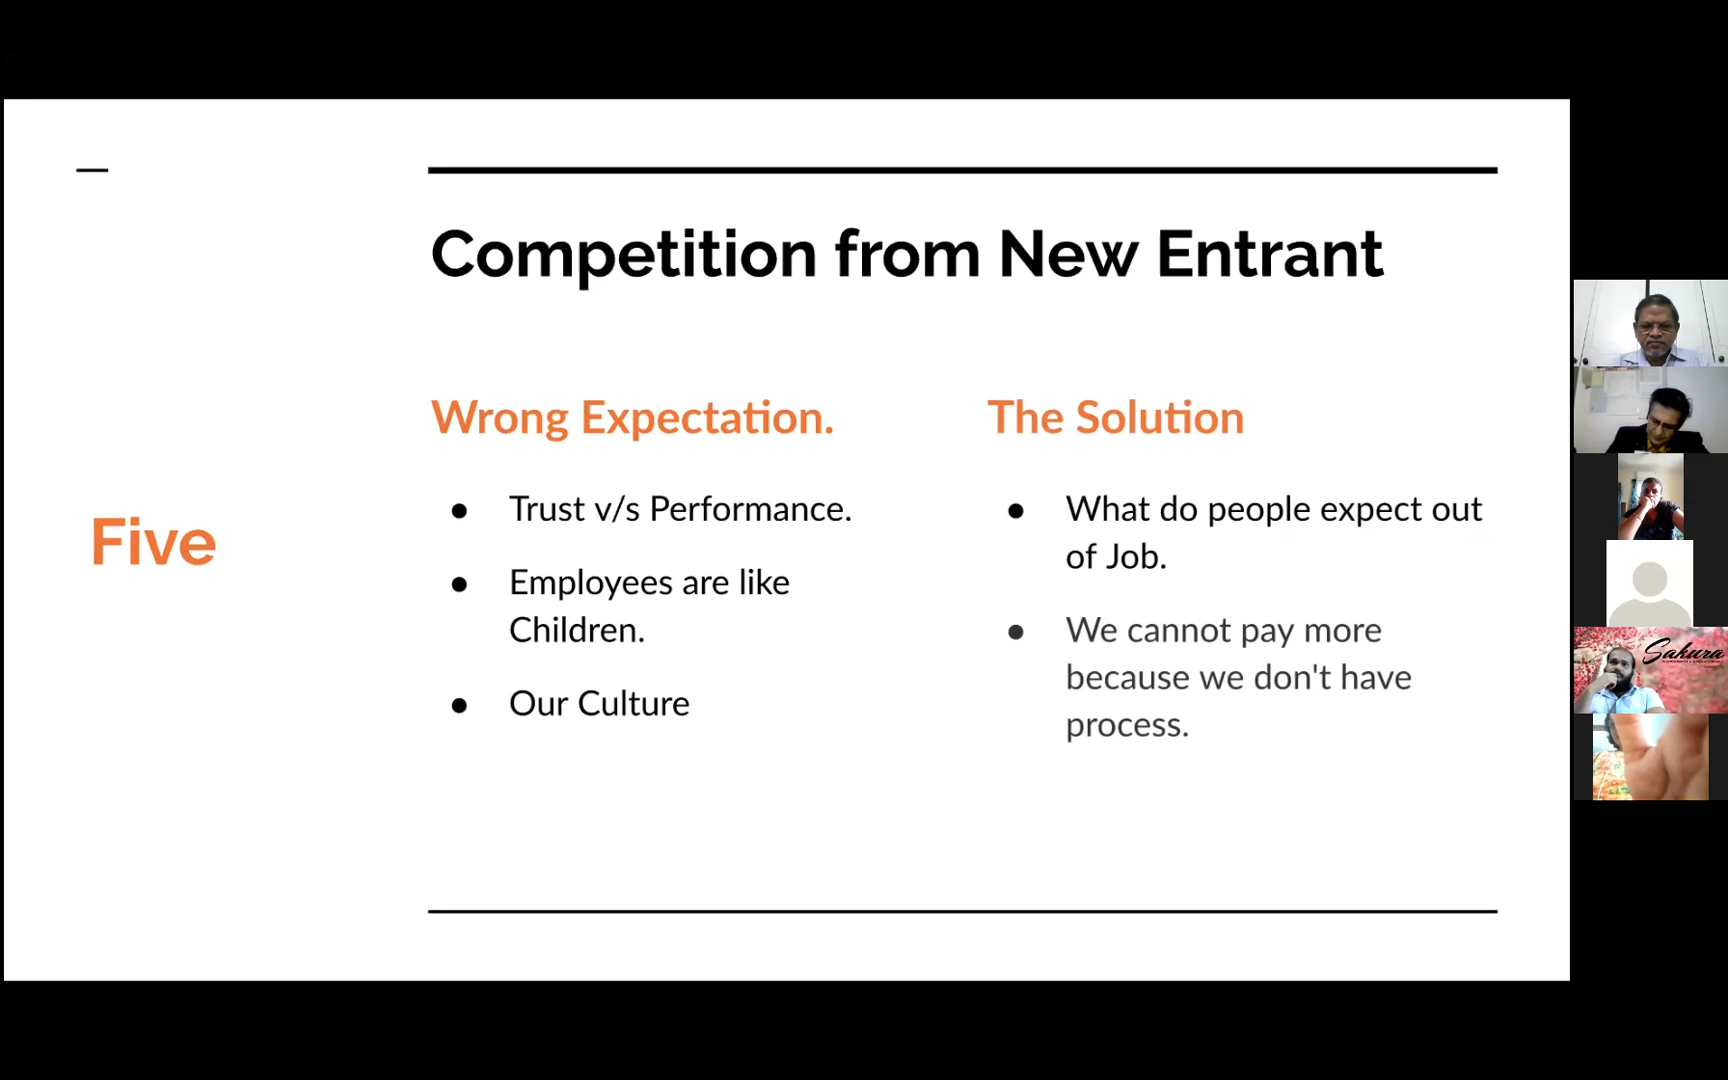 Competition from New Entrant
Five
Wrong Expectation.
● Trust v/s Performance.
● Employees are like
Children.
● Our Culture
The Solution
● What do people expect out
of Job.
● We cannot pay more
because we don't have
process.
Sakura